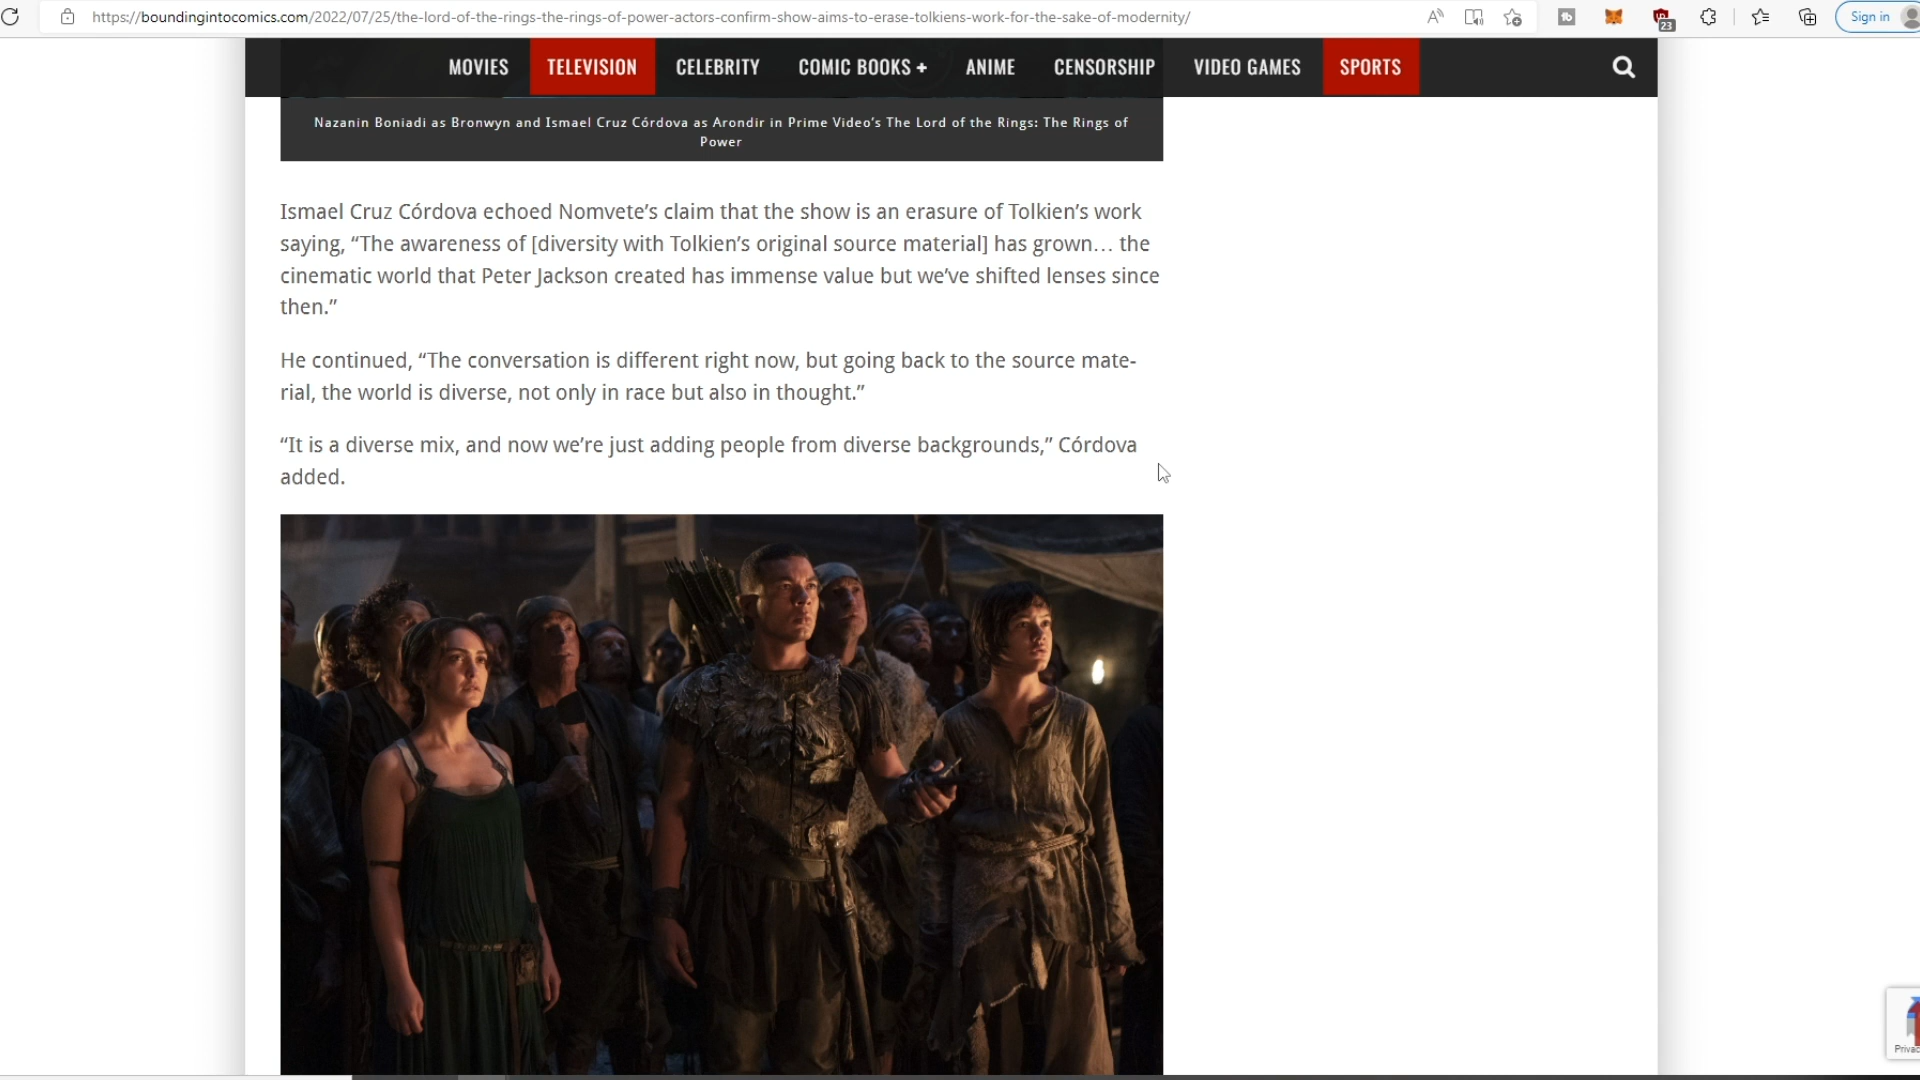 https://boundingintocomics.com/2022/07/25/the-lord-of-the-rings-the-rings-of-power-actors-confirm-show-aims-to-erase-tolkiens-work-for-the-sake-of-modernity/
23
Sign in
MOVIES TELEVISION CELEBRITY COMIC BOOKS + ANIME CENSORSHIP VIDEO GAMES SPORTS
Nazanin Boniadi as Bronwyn and Ismael Cruz Córdova as Arondir in Prime Video’s The Lord of the Rings: The Rings of
Power
Ismael Cruz Córdova echoed Nomvete’s claim that the show is an erasure of Tolkien’s work
saying, “The awareness of [diversity with Tolkien’s original source material] has grown… the
cinematic world that Peter Jackson created has immense value but we’ve shifted lenses since
then.”
He continued, “The conversation is different right now, but going back to the source mate-
rial, the world is diverse, not only in race but also in thought.”
“It is a diverse mix, and now we’re just adding people from diverse backgrounds,” Córdova
added.